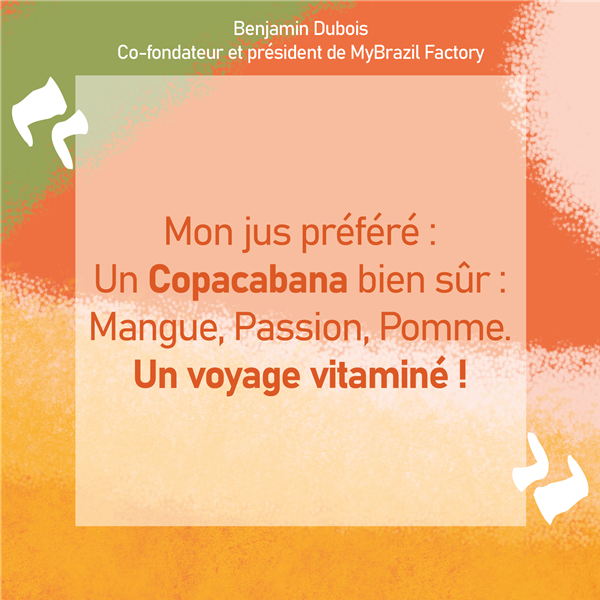 Benjamin Dubois
Co-fondateur et président de MyBrazil Factory
Mon jus préféré :
Un Copacabana bien sûr :
Mangue, Passion, Pomme.
Un voyage vitaminé !